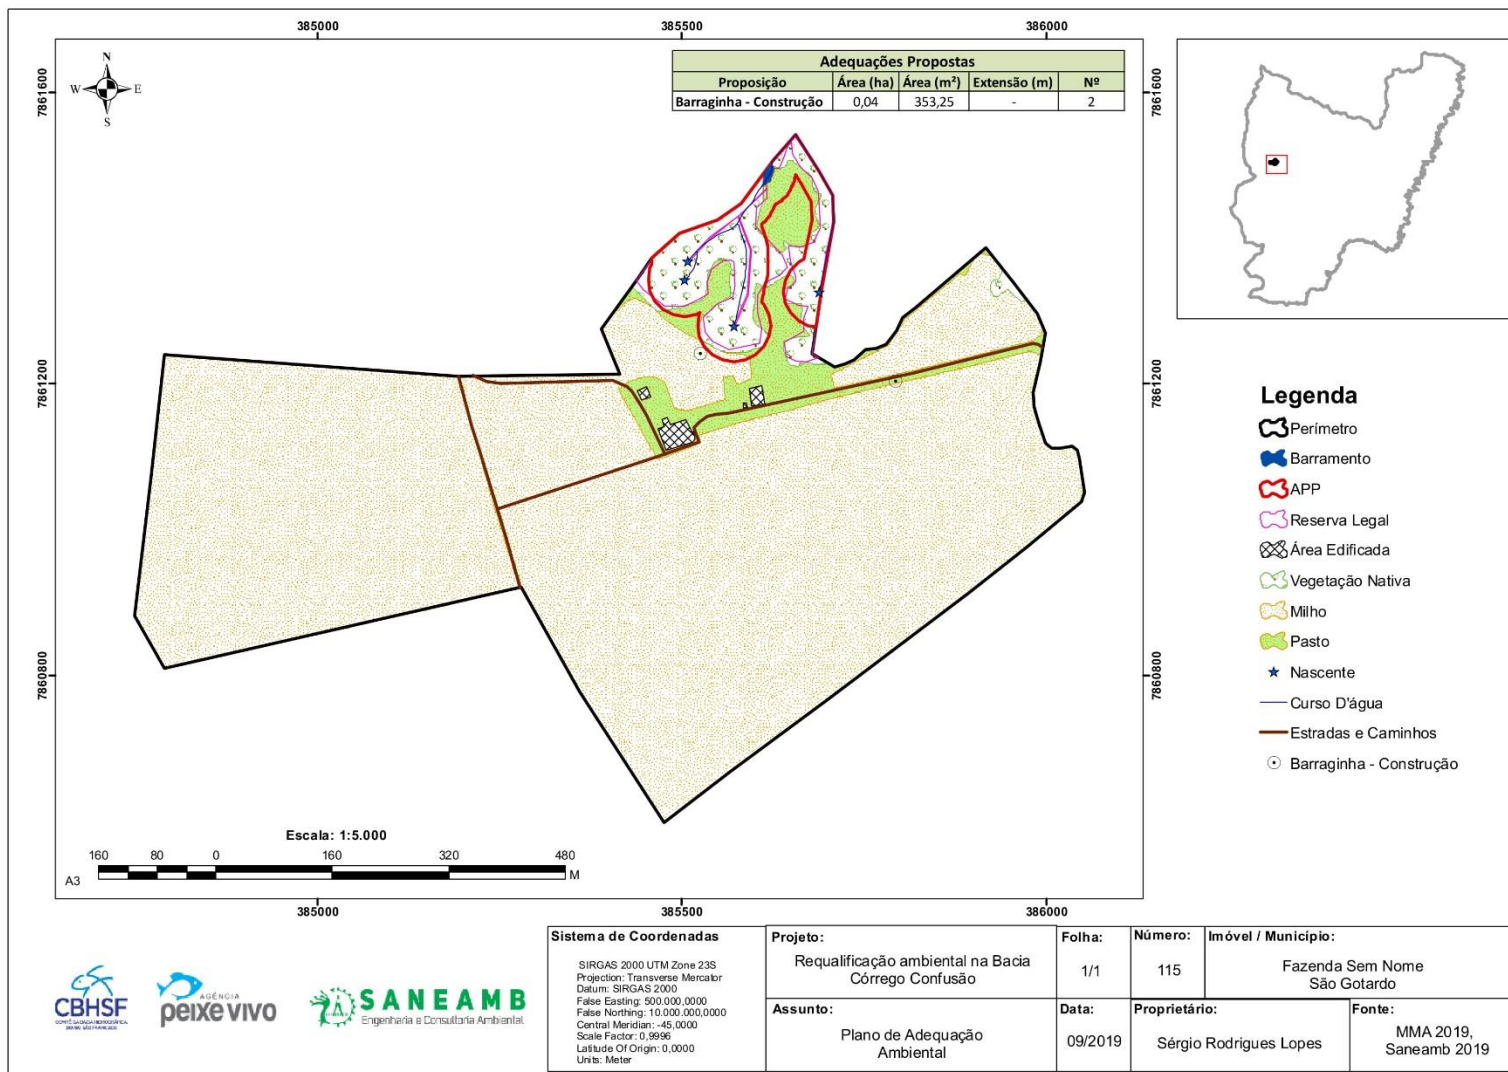 385000
385500
386000
7861600
7861200
7860800
7861600
7861200
7860800
N
W
E
S
Adequações Propostas
Proposição Área (ha) Área (m²) Extensão (m) Nº
Barraginha - Construção 0,04 353,25 - 2
Legenda
Perímetro
Barramento
APP
Reserva Legal
Área Edificada
Vegetação Nativa
Milho
Pasto
Nascente
Curso D'água
Estradas e Caminhos
Barraginha - Construção
Escala: 1:5.000
160 80 0 160 320 480
M
A3
385000
385500
386000
CBHSF
AGÊNCIA
peixe vivo
SANEAMB
Engenharia e Consultoria Ambiental
Sistema de Coordenadas
SIRGAS 2000 UTM Zone 23S
Projection: Transverse Mercator
Datum: SIRGAS 2000
False Easting: 500.000,0000
False Northing: 10.000.000,0000
Central Meridian: -45,0000
Scale Factor: 0,9996
Latitude Of Origin: 0,0000
Units: Meter
Projeto:
Requalificação ambiental na Bacia
Córrego Confusão
Folha:
1/1
Número:
115
Imóvel / Município:
Fazenda Sem Nome
São Gotardo
Assunto:
Plano de Adequação
Ambiental
Data:
09/2019
Proprietário:
Sérgio Rodrigues Lopes
Fonte:
MMA 2019,
Saneamb 2019